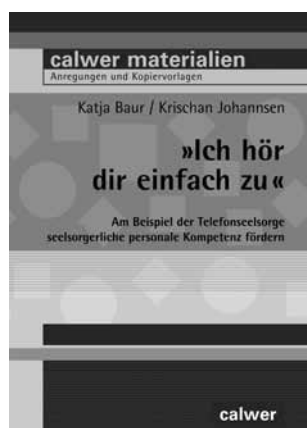 calwer materialien
Anregungen und Kopiervorlagen
Katja Baur / Krischan Johannsen
»Ich hör
dir einfach zu«
Am Beispiel der Telefonseelsorge
seelsorgerliche personale Kompetenz fördern
calwer